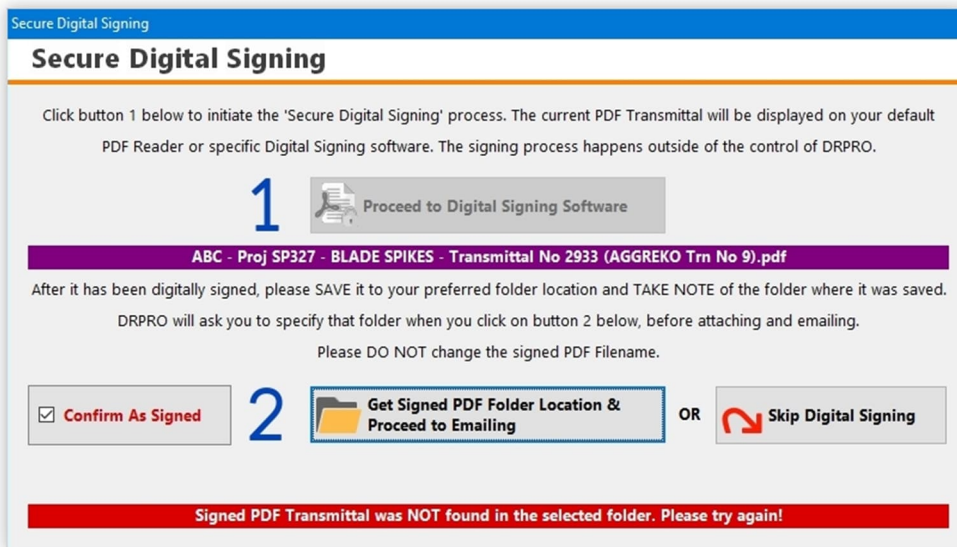 Secure Digital Signing
Secure Digital Signing
Click button 1 below to initiate the 'Secure Digital Signing' process. The current PDF Transmittal will be displayed on your default
PDF Reader or specific Digital Signing software. The signing process happens outside of the control of DRPRO.
1 Proceed to Digital Signing Software
ABC - Proj SP327 - BLADE SPIKES - Transmittal No 2933 (AGGREKO Trn No 9).pdf
After it has been digitally signed, please SAVE it to your preferred folder location and TAKE NOTE of the folder where it was saved.
DRPRO will ask you to specify that folder when you click on button 2 below, before attaching and emailing.
Please DO NOT change the signed PDF Filename.
Confirm As Signed
2
Get Signed PDF Folder Location &
Proceed to Emailing
OR
Skip Digital Signing
Signed PDF Transmittal was NOT found in the selected folder. Please try again!